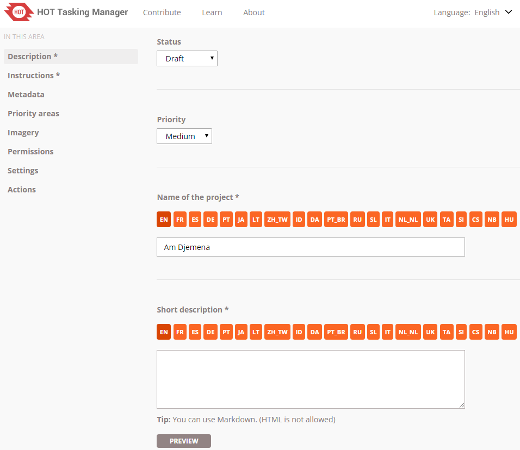 HOT
HOT Tasking Manager Contribute Learn About Language: English
IN THIS AREA
Description *
Instructions *
Metadata
Priority areas
Imagery
Permissions
Settings
Actions
Status
Draft
Priority
Medium
Name of the project *
EN FR ES DE PT JA LT ZH_TW ID DA PT_BR RU SL IT NL_NL UK TA SI CS NB HU
Am Djemena
Short description *
EN FR ES DE PT JA LT ZH_TW ID DA PT_BR RU SL IT NL_NL UK TA SI CS NB HU
Tip: You can use Markdown. (HTML is not allowed)
PREVIEW